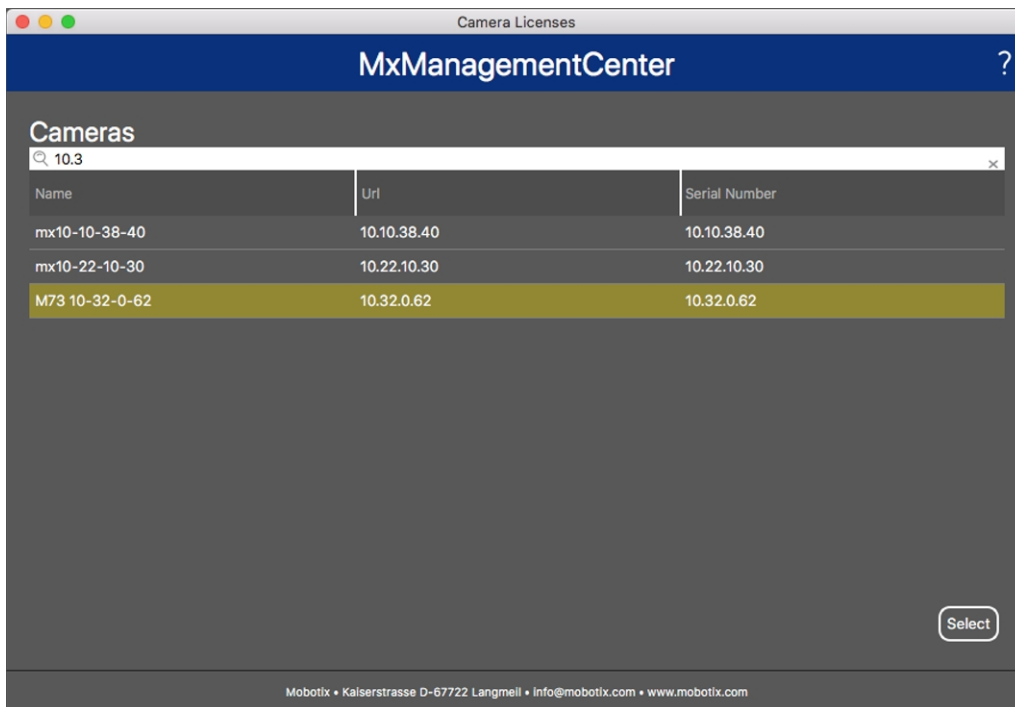 Camera Licenses
MxManagementCenter ?
Cameras
10.3 ×
Name Url Serial Number
mx10-10-38-40 10.10.38.40 10.10.38.40
mx10-22-10-30 10.22.10.30 10.22.10.30
M73 10-32-0-62 10.32.0.62 10.32.0.62
Select
Mobotix • Kaiserstrasse D-67722 Langmeil • info@mobotix.com • www.mobotix.com